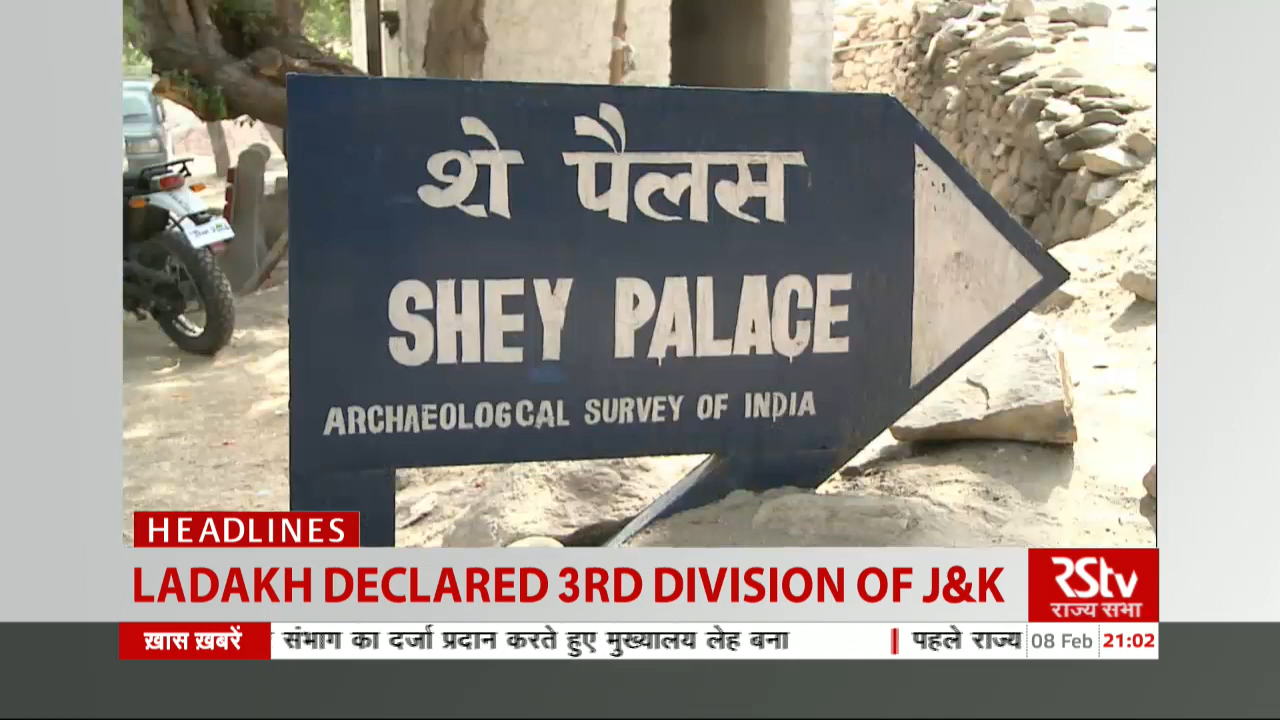 शे पैलस
SHEY PALACE
ARCHAEOLOGCAL SURVEY OF INDIA
HEADLINES
LADAKH DECLARED 3RD DIVISION OF J&K
RStv
राज्य सभा
ख़ास ख़बरें
संभाग का दर्जा प्रदान करते हुए मुख्यालय लेह बना
| पहले राज्य
08 Feb
21:02